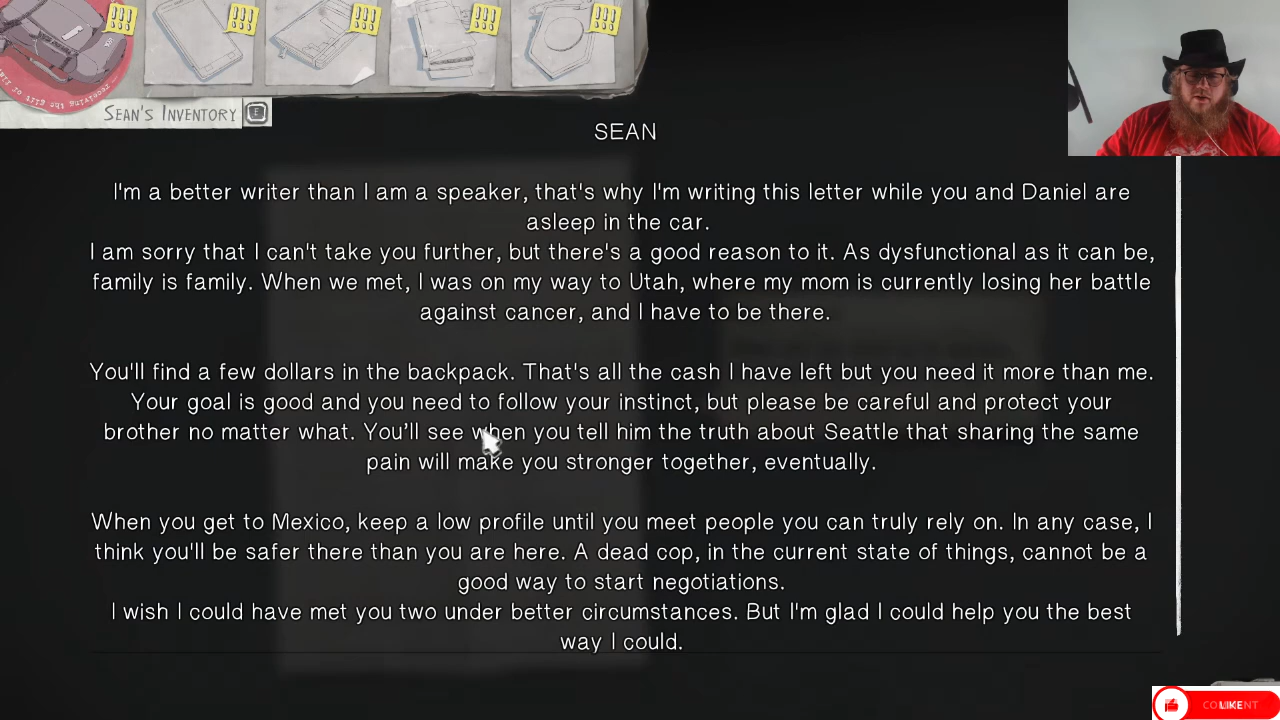 SEAN'S INVENTORY E
SEAN
I'm a better writer than I am a speaker, that's why I'm writing this letter while you and Daniel are
asleep in the car.
I am sorry that I can't take you further, but there's a good reason to it. As dysfunctional as it can be,
family is family. When we met, I was on my way to Utah, where my mom is currently losing her battle
against cancer, and I have to be there.
You'll find a few dollars in the backpack. That's all the cash I have left but you need it more than me.
Your goal is good and you need to follow your instinct, but please be careful and protect your
brother no matter what. You'll see when you tell him the truth about Seattle that sharing the same
pain will make you stronger together, eventually.
When you get to Mexico, keep a low profile until you meet people you can truly rely on. In any case, I
think you'll be safer there than you are here. A dead cop, in the current state of things, cannot be a
good way to start negotiations.
I wish I could have met you two under better circumstances. But I'm glad I could help you the best
way I could.
LIKE